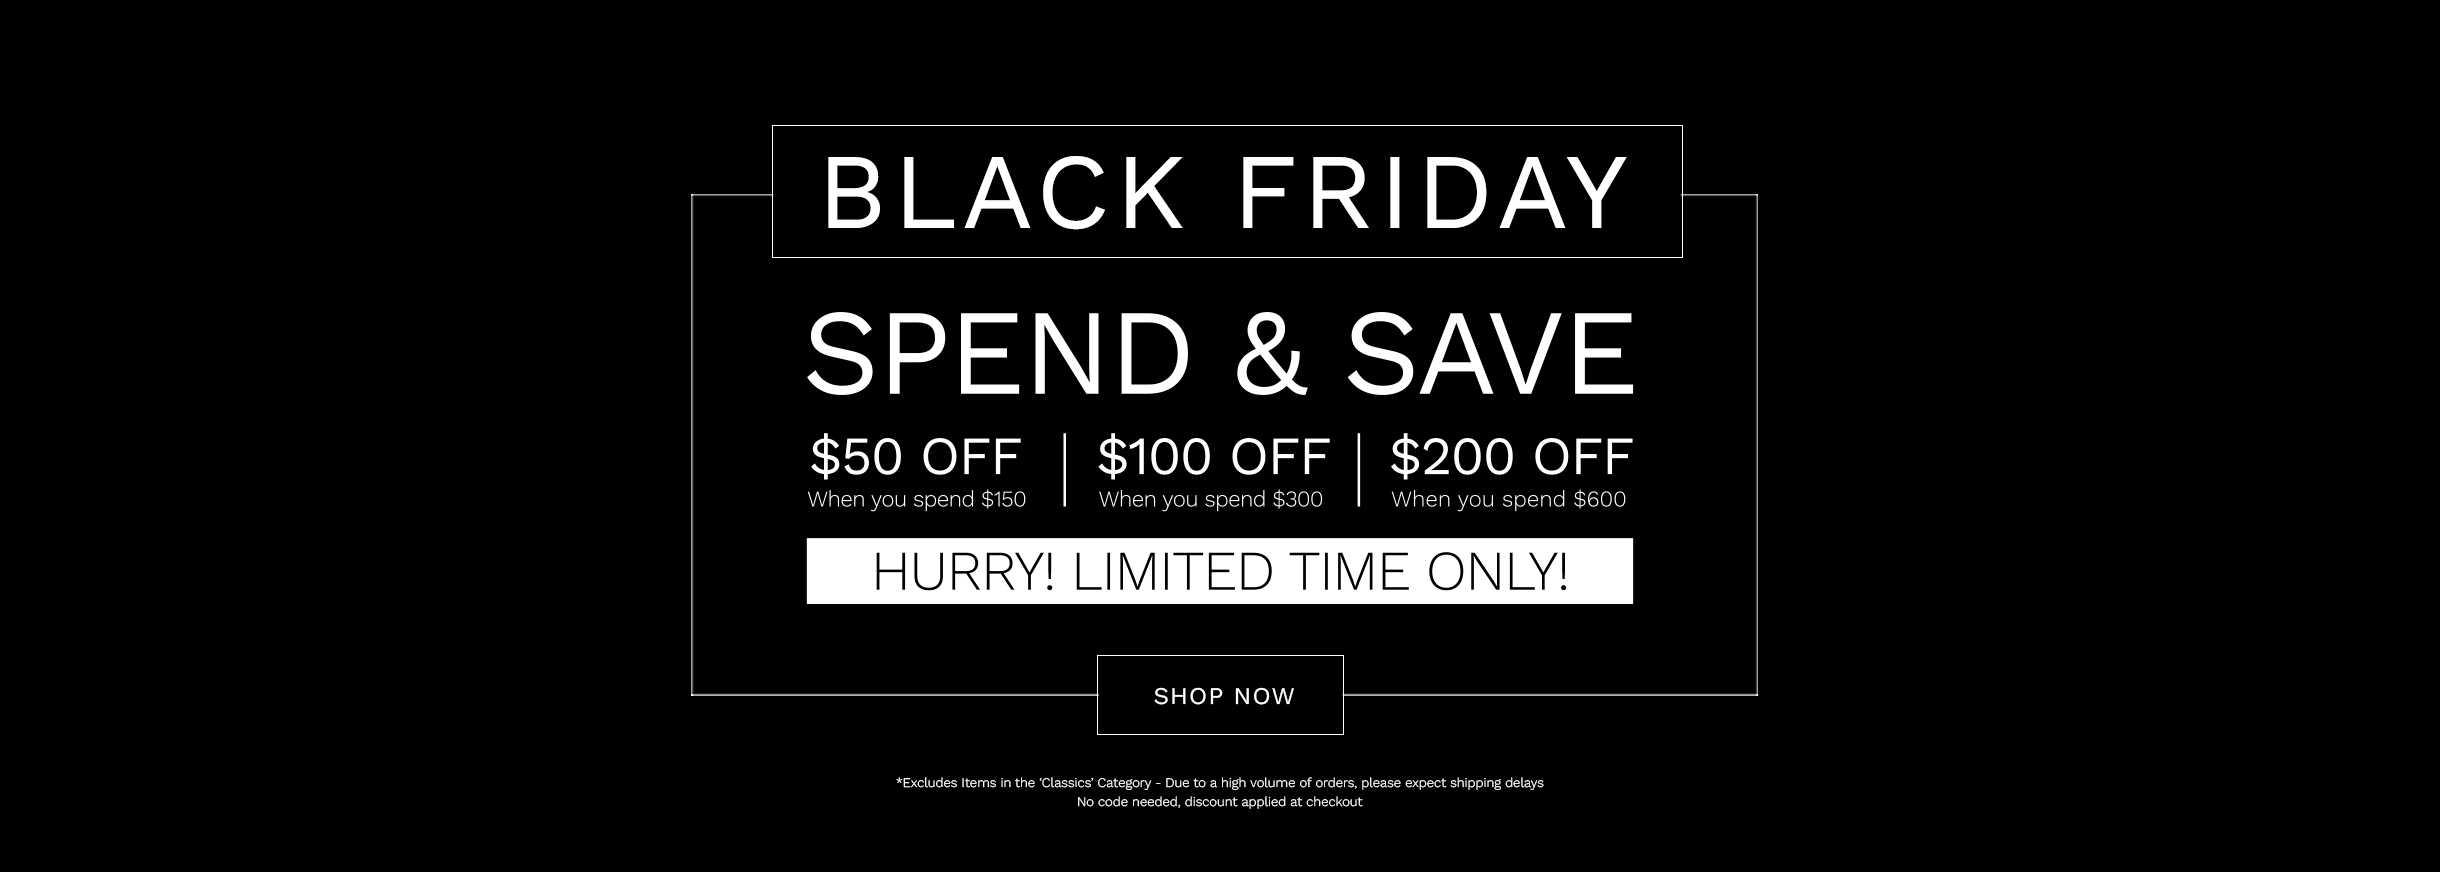 BLACK FRIDAY
SPEND & SAVE
$50 OFF
When you spend $150
$100 OFF
When you spend $300
$200 OFF
When you spend $600
HURRY! LIMITED TIME ONLY!
SHOP NOW
*Excludes Items in the ‘Classics’ Category - Due to a high volume of orders, please expect shipping delays
No code needed, discount applied at checkout